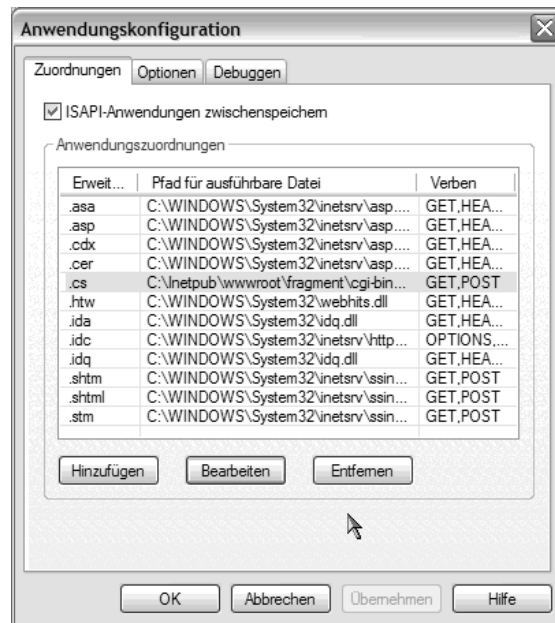 Anwendungskonfiguration
Zuordnungen Optionen Debuggen
ISAPI-Anwendungen zwischenspeichern
Anwendungszuordnungen
Erweit... Pfad für ausführbare Datei Verben
.asa C:\WINDOWS\System32\inetsrv\asp.... GET,HEA...
.asp C:\WINDOWS\System32\inetsrv\asp.... GET,HEA...
.cdx C:\WINDOWS\System32\inetsrv\asp.... GET,HEA...
.cer C:\WINDOWS\System32\inetsrv\asp.... GET,HEA...
.cs C:\Inetpub\wwwroot\fragment\cgi-bin... GET,POST
.htw C:\WINDOWS\System32\webhits.dll GET,HEA...
.ida C:\WINDOWS\System32\idq.dll GET,HEA...
.idc C:\WINDOWS\System32\inetsrv\http... OPTIONS,...
.idq C:\WINDOWS\System32\idq.dll GET,HEA...
.shtm C:\WINDOWS\System32\inetsrv\ssin... GET,POST
.shtml C:\WINDOWS\System32\inetsrv\ssin... GET,POST
.stm C:\WINDOWS\System32\inetsrv\ssin... GET,POST
Hinzufügen Bearbeiten Entfernen
OK Abbrechen Übernehmen Hilfe